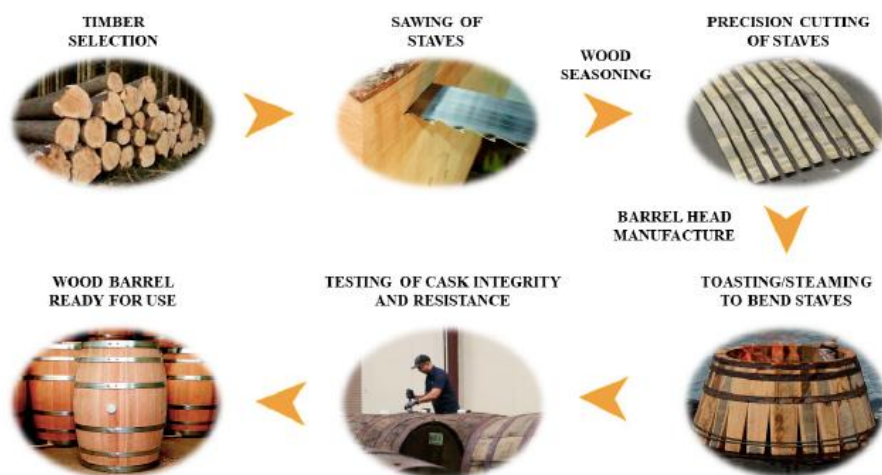 TIMBER
SELECTION
SAWING OF
STAVES
WOOD
SEASONING
PRECISION CUTTING
OF STAVES
BARREL HEAD
MANUFACTURE
TOASTING/STEAMING
TO BEND STAVES
TESTING OF CASK INTEGRITY
AND RESISTANCE
WOOD BARREL
READY FOR USE